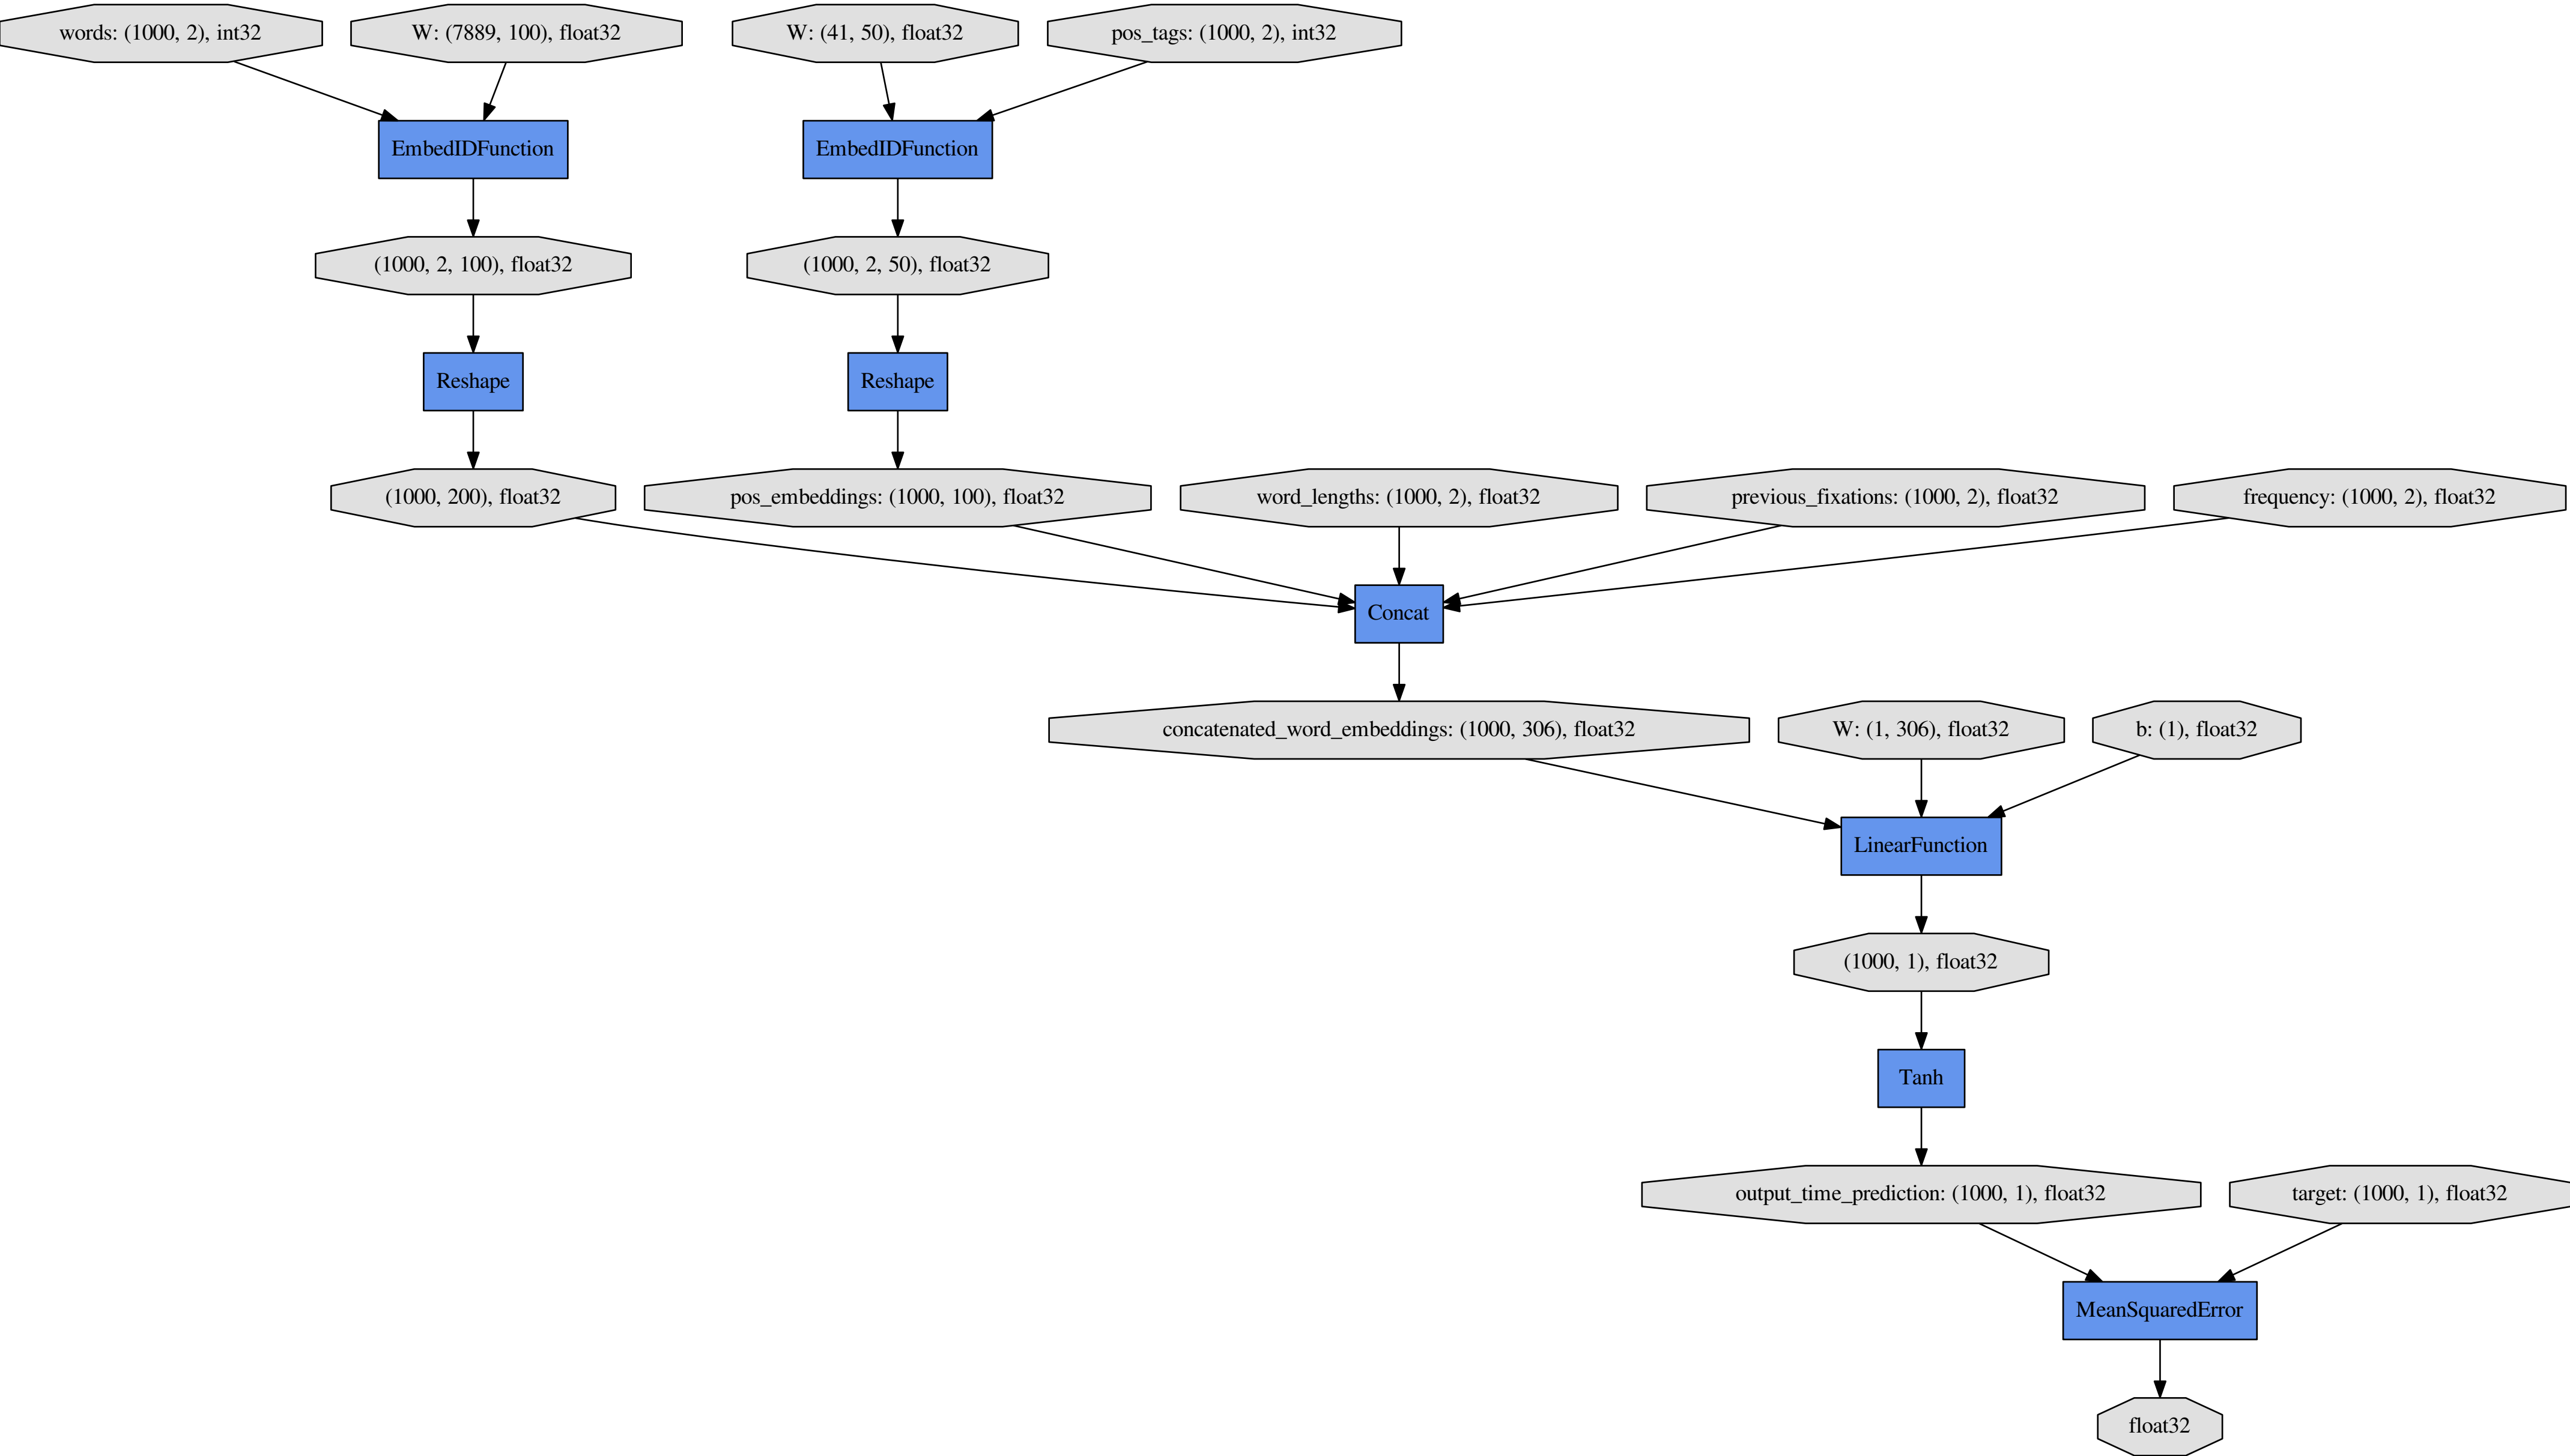 words: (1000, 2), int32
W: (7889, 100), float32
W: (41, 50), float32
pos_tags: (1000, 2), int32
EmbedIDFunction
EmbedIDFunction
(1000, 2, 100), float32
(1000, 2, 50), float32
Reshape
Reshape
(1000, 200), float32
pos_embeddings: (1000, 100), float32
word_lengths: (1000, 2), float32
previous_fixations: (1000, 2), float32
frequency: (1000, 2), float32
Concat
concatenated_word_embeddings: (1000, 306), float32
W: (1, 306), float32
b: (1), float32
LinearFunction
(1000, 1), float32
Tanh
output_time_prediction: (1000, 1), float32
target: (1000, 1), float32
MeanSquaredError
float32